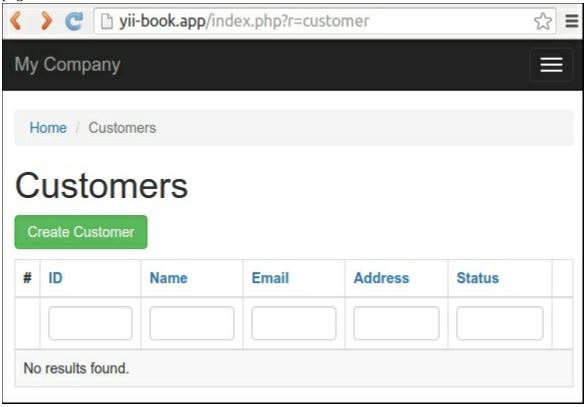 yii-book.app/index.php?r=customer
My Company
Home / Customers
Customers
Create Customer
# ID Name Email Address Status
No results found.